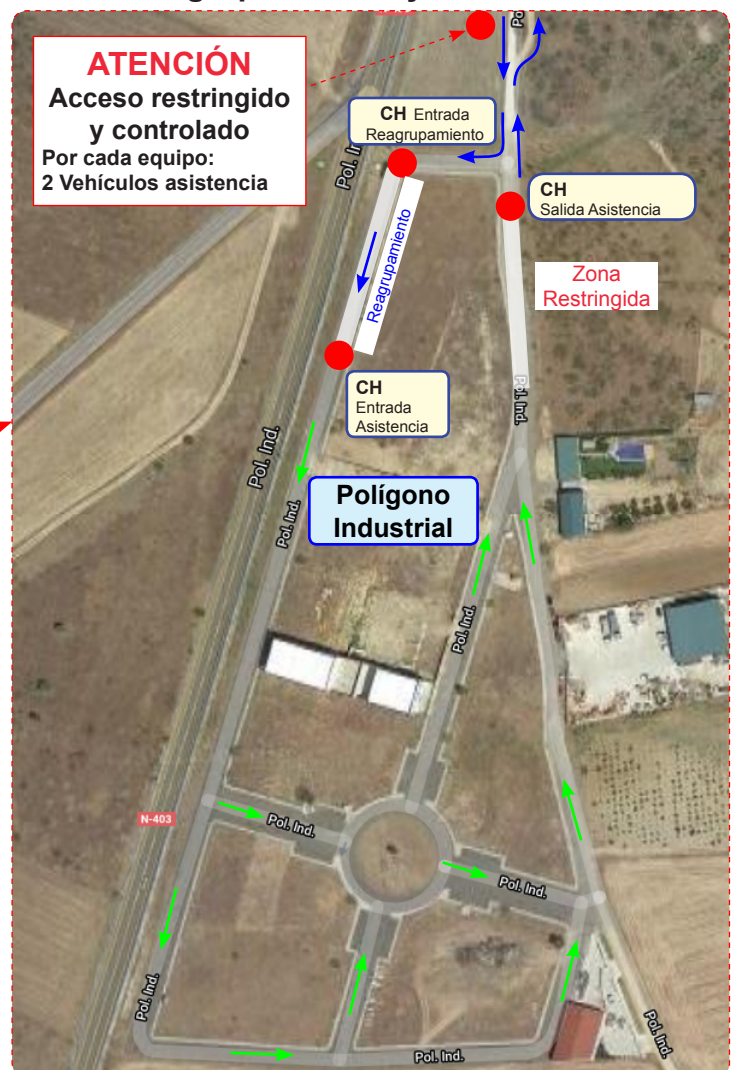 ATENCIÓN
Acceso restringido
y controlado
Por cada equipo:
2 Vehículos asistencia
CH Entrada
Reagrupamiento
CH
Salida Asistencia
Zona
Restringida
Reagrupamiento
CH
Entrada
Asistencia
Polígono
Industrial
Pol. Ind.
Pol. Ind.
Pol. Ind.
Pol. Ind.
Pol. Ind.
N-403
Pol. Ind.
Pol. Ind.
Pol. Ind.
Pol. Ind.
Pol. Ind.